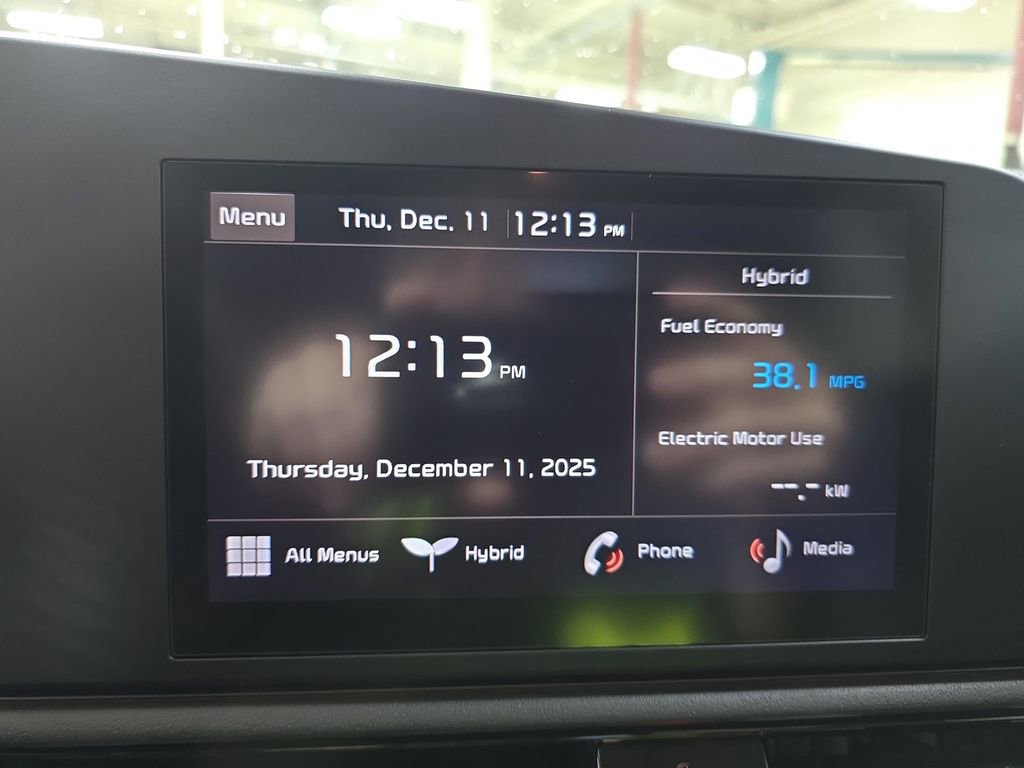 Menu Thu, Dec. 11 12:13 PM
Hybrid
Fuel Economy
12:13 PM
38.1 MPG
Electric Motor Use
Thursday, December 11, 2025
--.- kW
All Menus Hybrid Phone Media